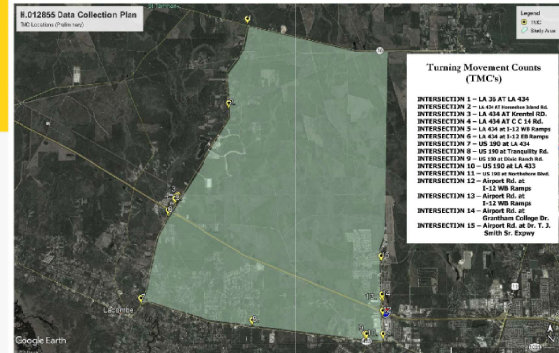 H.012855 Data Collection Plan
TMC Locations (Preliminary)
Legend
TMC
Study Area
Turning Movement Counts
(TMC's)
INTERSECTION 1 – LA 36 AT LA 434
INTERSECTION 2 – LA 434 AT Horseshoe Island Rd.
INTERSECTION 3 – LA 434 AT Krentel RD.
INTERSECTION 4 – LA 434 AT C C 14 Rd.
INTERSECTION 5 – LA 434 at I-12 WB Ramps
INTERSECTION 6 – LA 434 at I-12 EB Ramps
INTERSECTION 7 – US 190 at LA 434
INTERSECTION 8 – US 190 at Tranquility Rd.
INTERSECTION 9 – US 190 at Dixie Ranch Rd.
INTERSECTION 10 – US 190 at LA 433
INTERSECTION 11 – US 190 at Northshore Blvd.
INTERSECTION 12 – Airport Rd. at
I-12 WB Ramps
INTERSECTION 13 – Airport Rd. at
I-12 WB Ramps
INTERSECTION 14 – Airport Rd. at
Grantham College Dr.
INTERSECTION 15 – Airport Rd. at Dr. T. J.
Smith Sr. Expwy
Lacombe
Google Earth